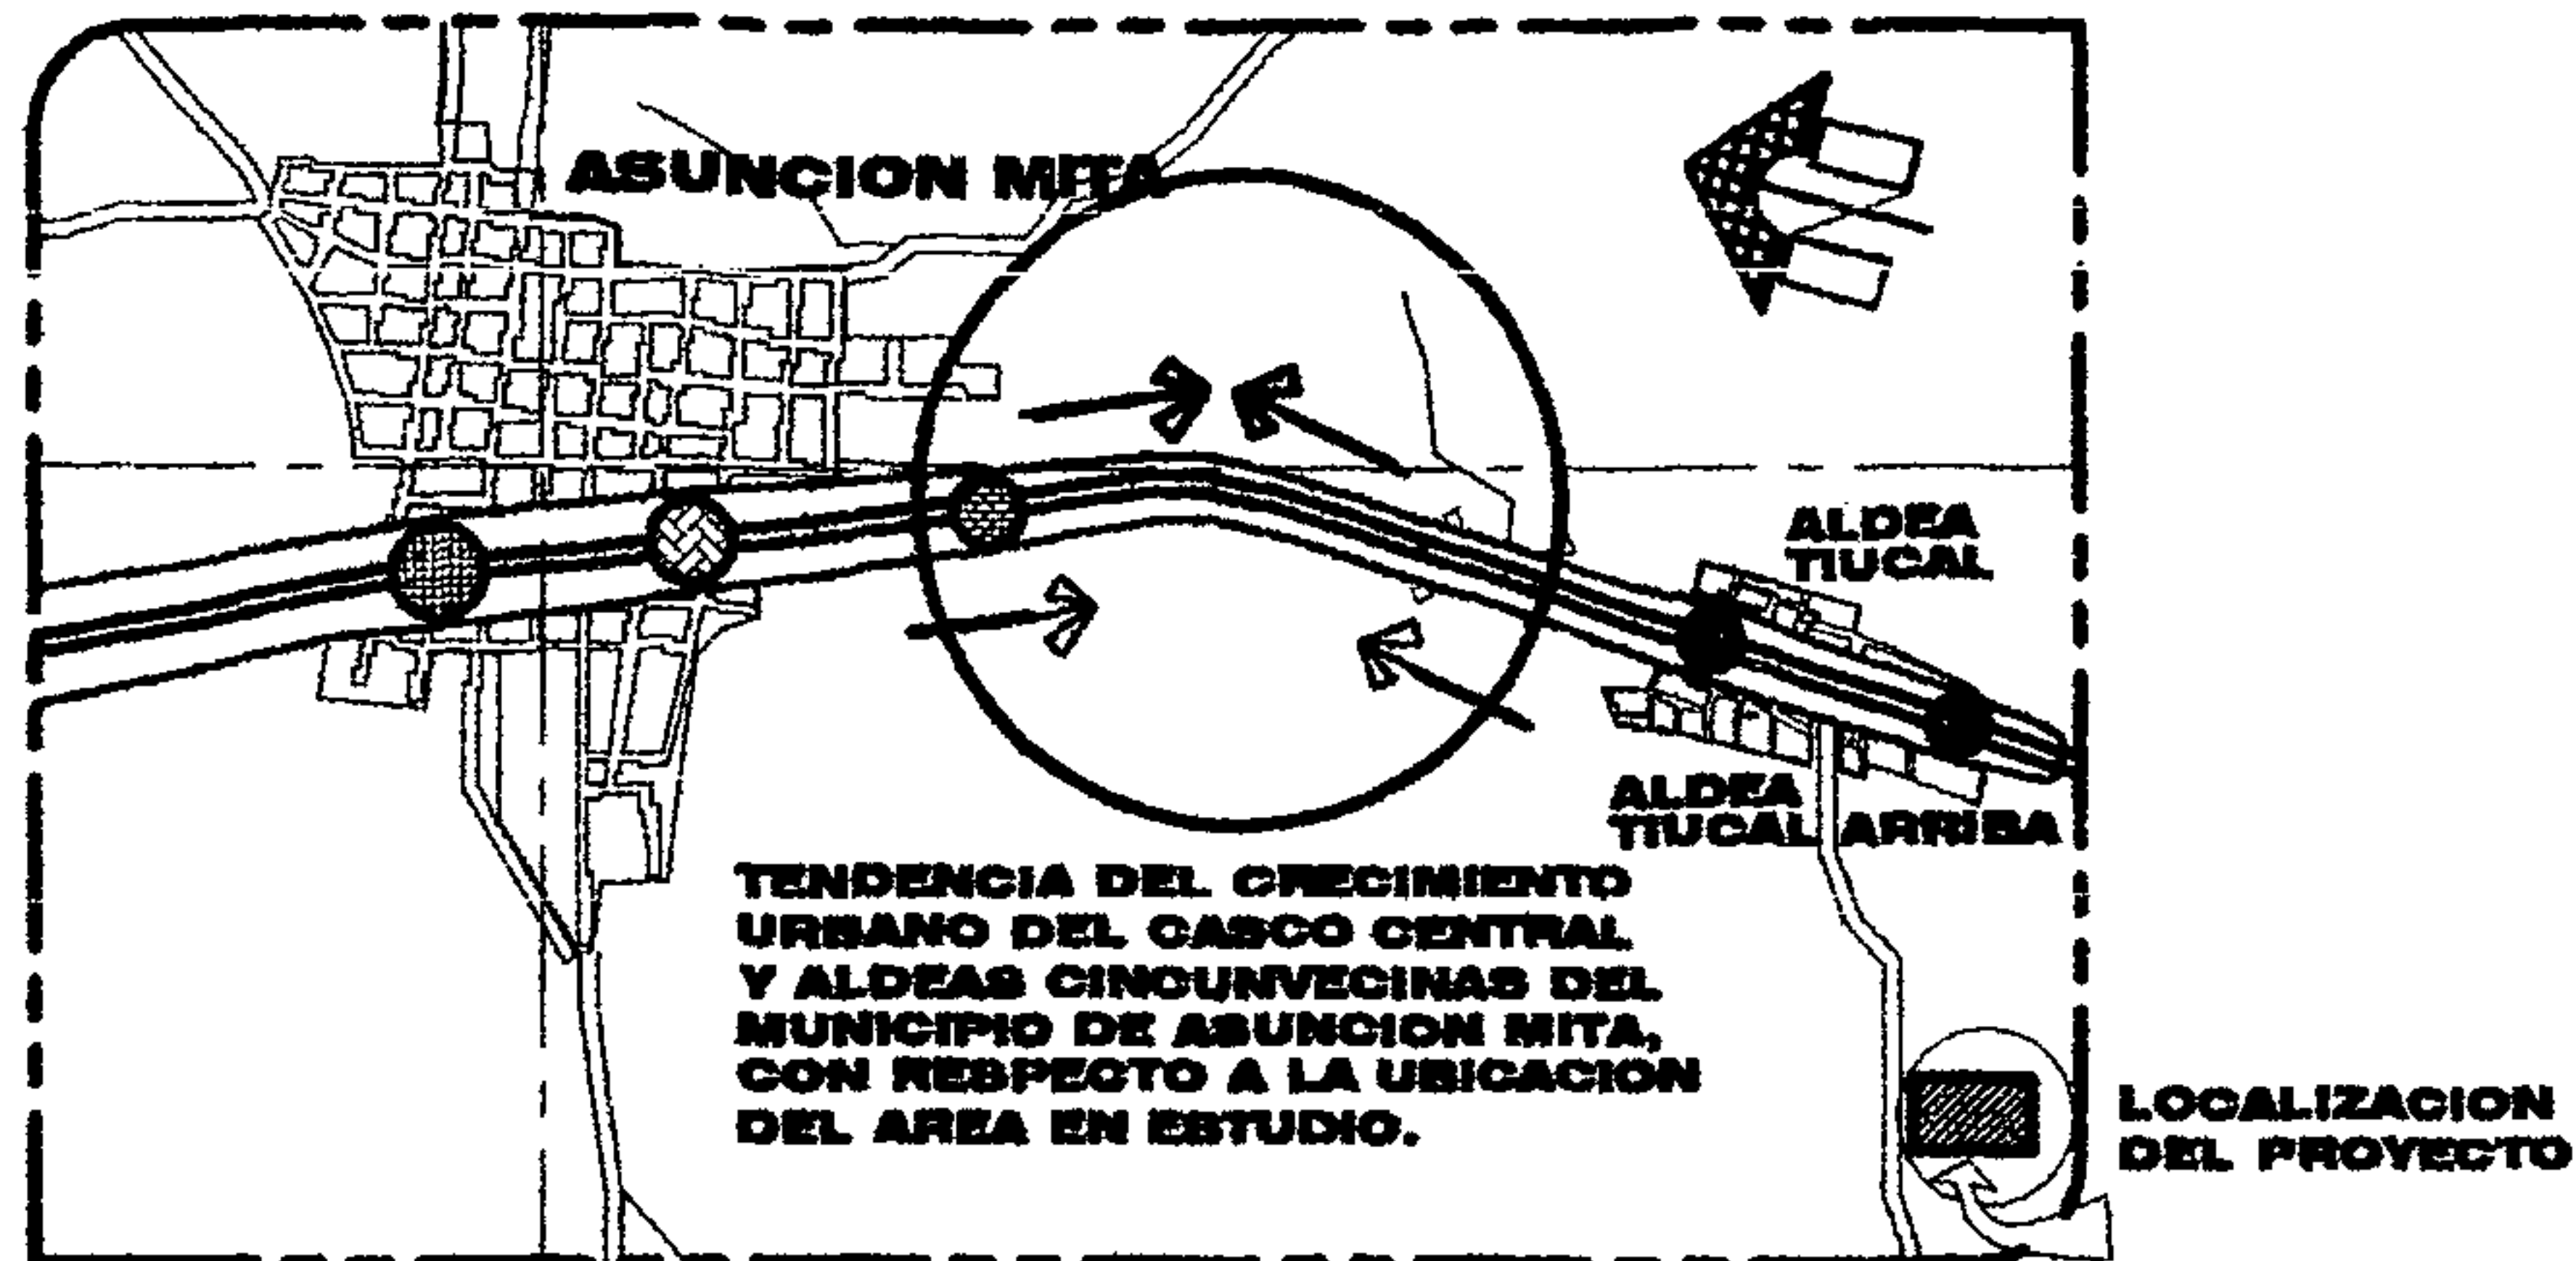 ASUNCION MITA
ALDEA
TIUCAL
ALDEA
TIUCAL ARRIBA
TENDENCIA DEL CRECIMIENTO
URBANO DEL CASCO CENTRAL
Y ALDEAS CINCUNVECINAS DEL
MUNICIPIO DE ASUNCION MITA,
CON RESPECTO A LA UBICACION
DEL AREA EN ESTUDIO.
LOCALIZACION
DEL PROYECTO